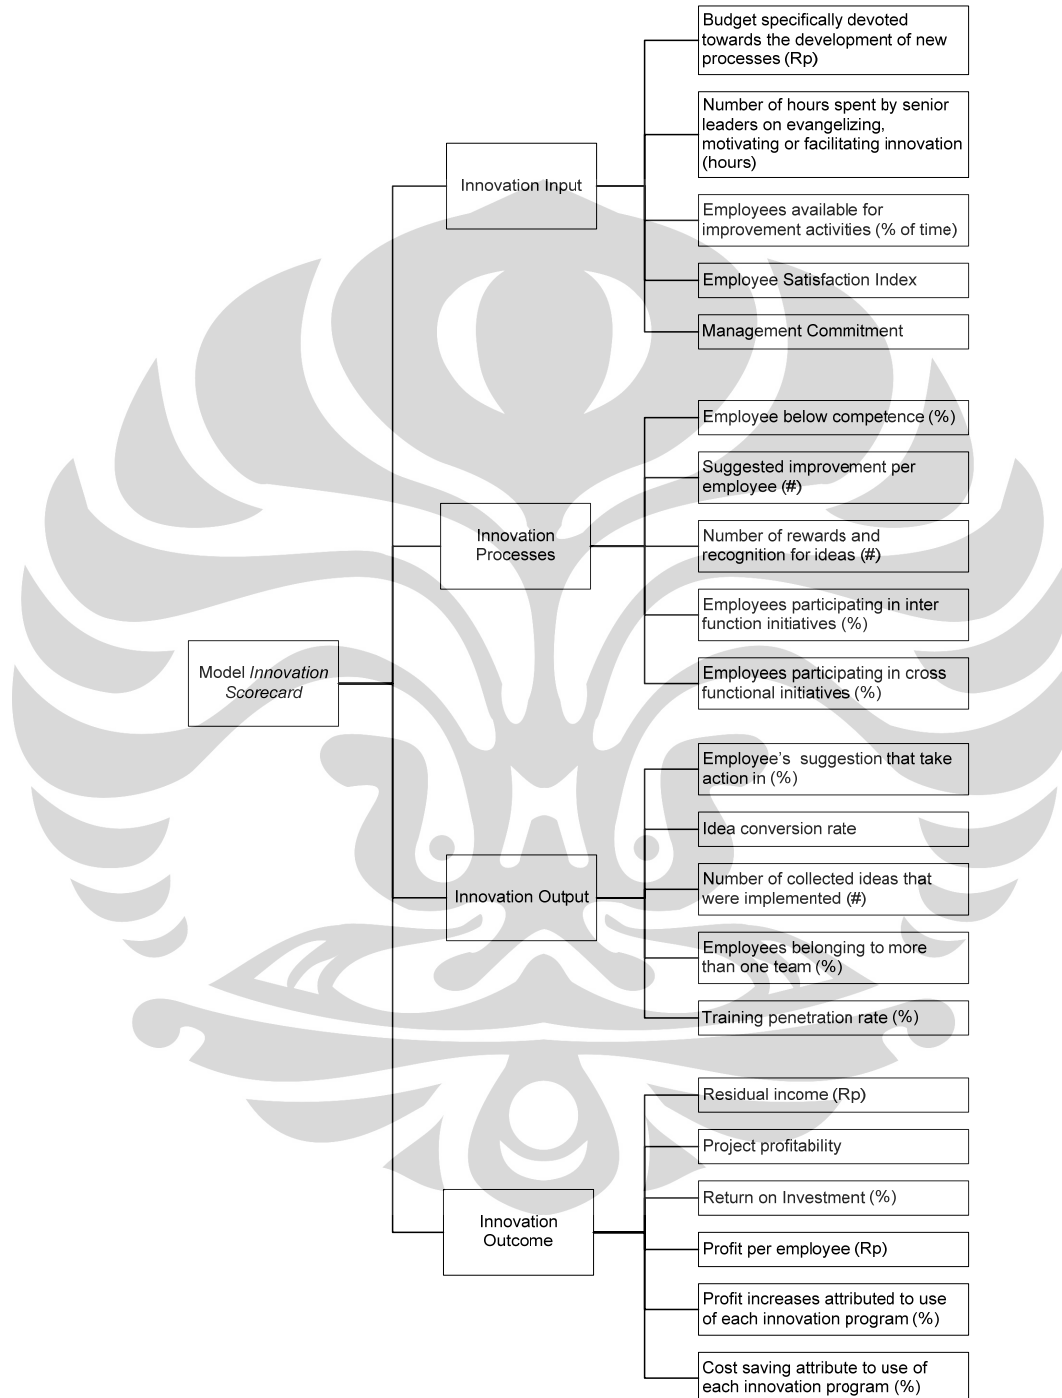 Budget specifically devoted
towards the development of new
processes (Rp)
Number of hours spent by senior
leaders on evangelizing,
motivating or facilitating innovation
(hours)
Innovation Input
Employees available for
improvement activities (% of time)
Employee Satisfaction Index
Management Commitment
Employee below competence (%)
Suggested improvement per
employee (#)
Innovation
Processes
Number of rewards and
recognition for ideas (#)
Employees participating in inter
function initiatives (%)
Employees participating in cross
functional initiatives (%)
Model Innovation
Scorecard
Employee's  suggestion that take
action in (%)
Idea conversion rate
Innovation Output
Number of collected ideas that
were implemented (#)
Employees belonging to more
than one team (%)
Training penetration rate (%)
Residual income (Rp)
Project profitability
Return on Investment (%)
Innovation
Outcome
Profit per employee (Rp)
Profit increases attributed to use
of each innovation program (%)
Cost saving attribute to use of
each innovation program (%)